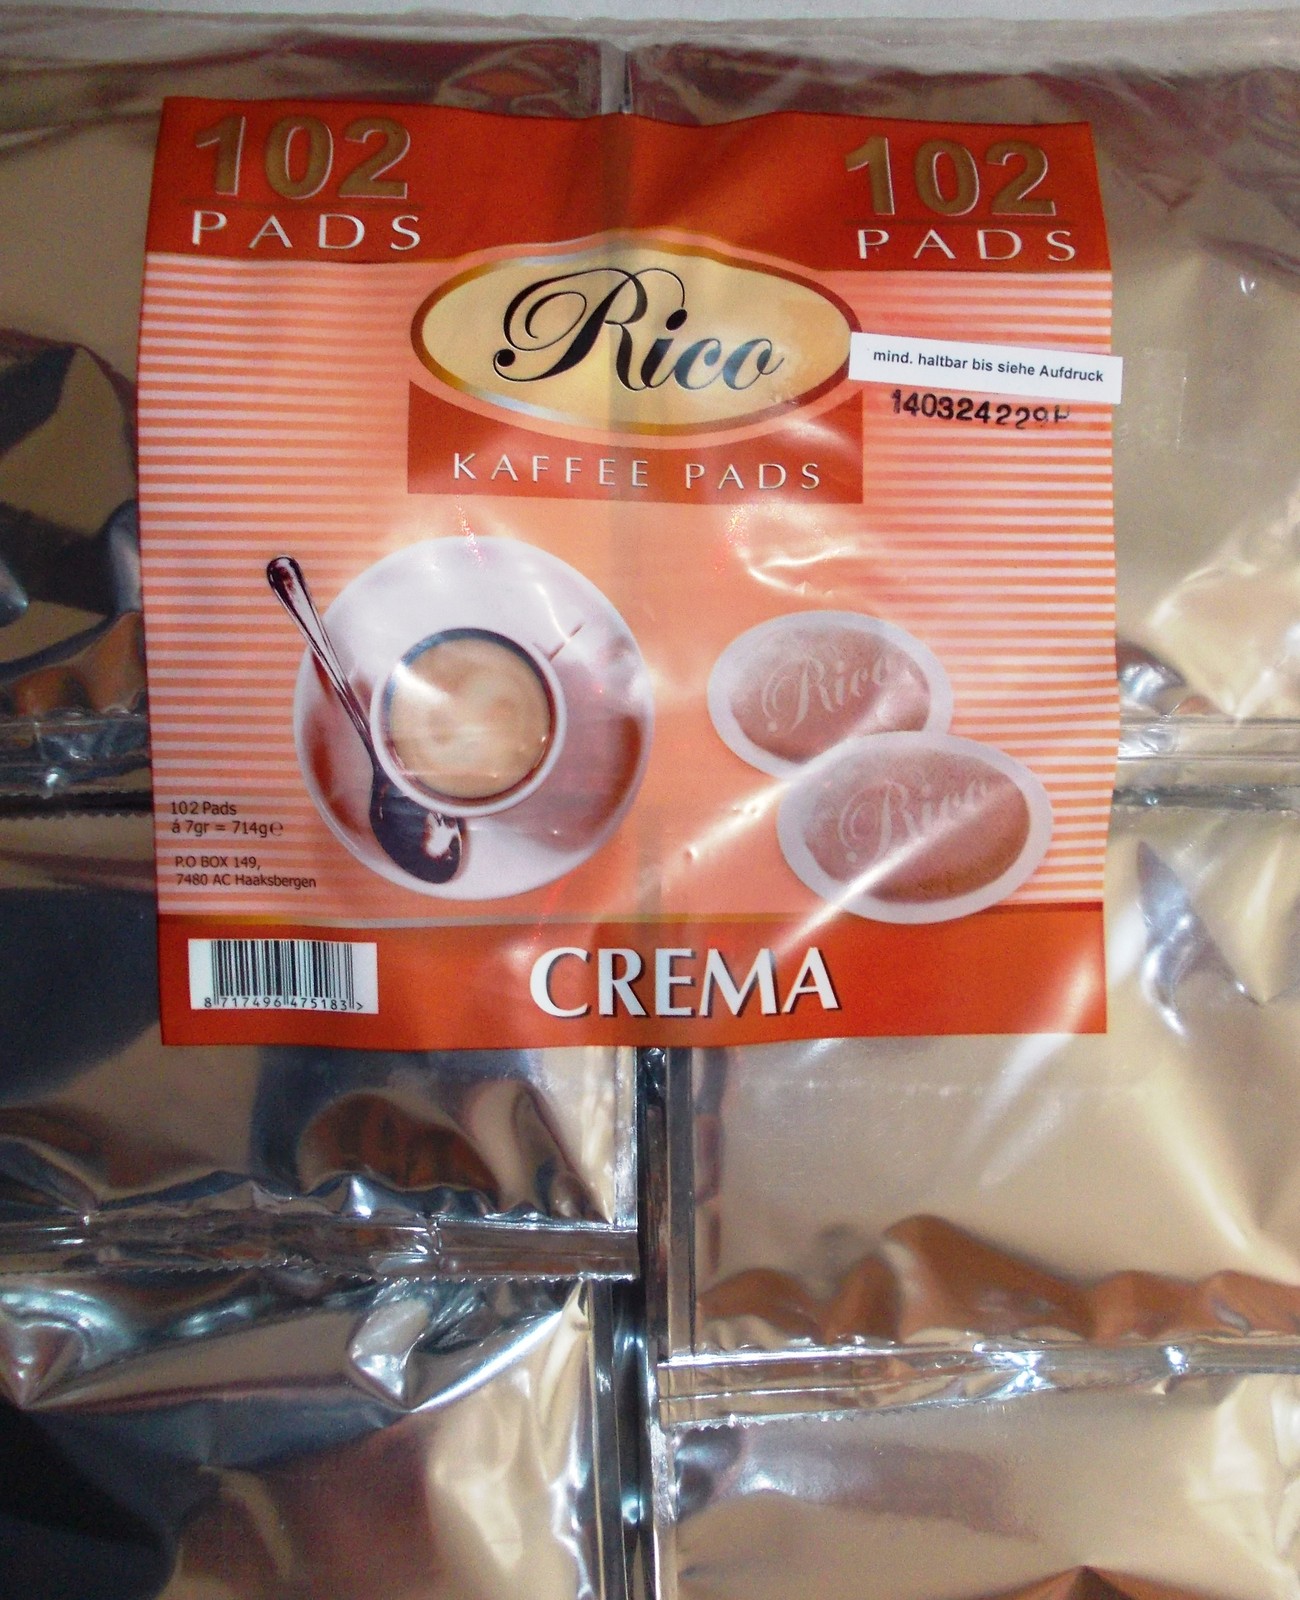 102
PADS
102
PADS
Rico
KAFFEE PADS
mind. haltbar bis siehe Aufdruck
140324229H
Rico
Rico
102 Pads
á 7gr = 714g℮
P.O BOX 149,
7480 AC Haaksbergen
8 717496 475183 >
CREMA